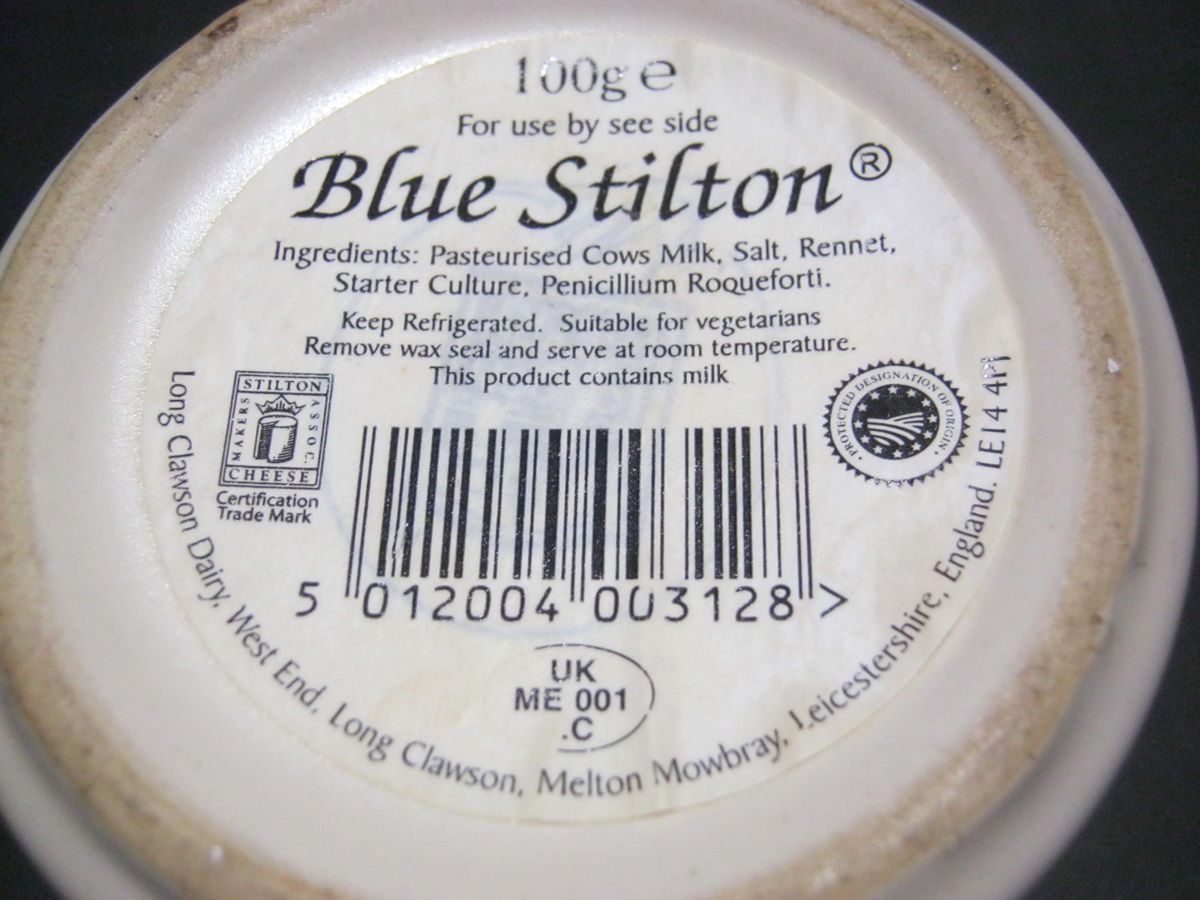 100g e
For use by see side
Blue Stilton®
Ingredients: Pasteurised Cows Milk, Salt, Rennet,
Starter Culture, Penicillium Roqueforti.
Keep Refrigerated. Suitable for vegetarians
Remove wax seal and serve at room temperature.
This product contains milk
STILTON
MAKERS
ASSOC.
CHEESE
Certification
Trade Mark
PROTECTED DESIGNATION OF ORIGIN
5 012004 003128 >
UK
ME 001
.C
Long Clawson Dairy, West End, Long Clawson, Melton Mowbray, Leicestershire, England. LE14 4PJ